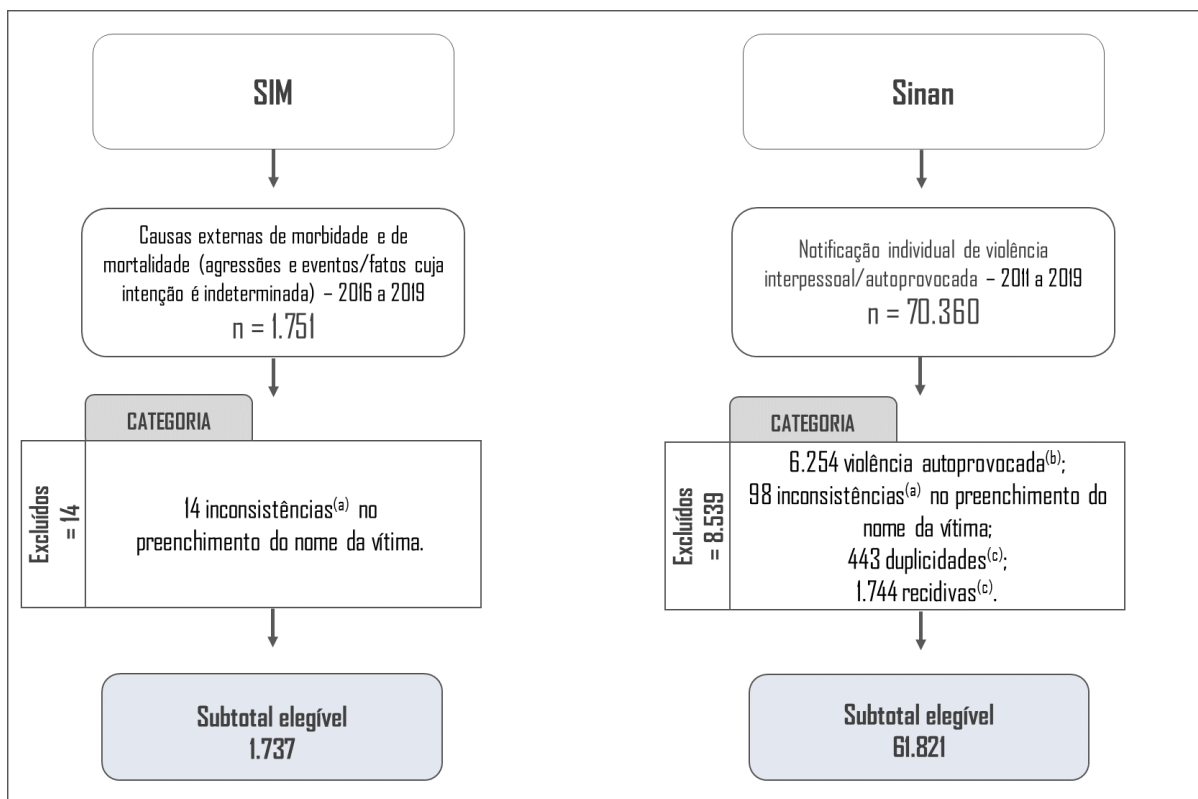 SIM
Causas externas de morbidade e de
mortalidade (agressões e eventos/fatos cuja
intenção é indeterminada) – 2016 a 2019
n = 1.751
CATEGORIA
Excluídos
= 14
14 inconsistências(a) no
preenchimento do nome da vítima.
Subtotal elegível
1.737
Sinan
Notificação individual de violência
interpessoal/autoprovocada – 2011 a 2019
n = 70.360
CATEGORIA
Excluídos
= 8.539
6.254 violência autoprovocada(b);
98 inconsistências(a) no preenchimento do
nome da vítima;
443 duplicidades(c);
1.744 recidivas(c).
Subtotal elegível
61.821